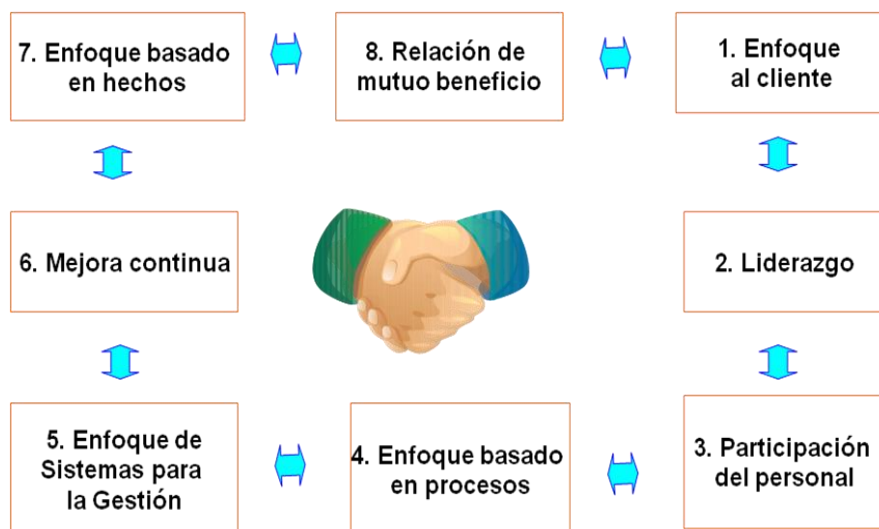 7. Enfoque basado
en hechos
8. Relación de
mutuo beneficio
1. Enfoque
al cliente
6. Mejora continua
2. Liderazgo
5. Enfoque de
Sistemas para
la Gestión
4. Enfoque basado
en procesos
3. Participación
del personal